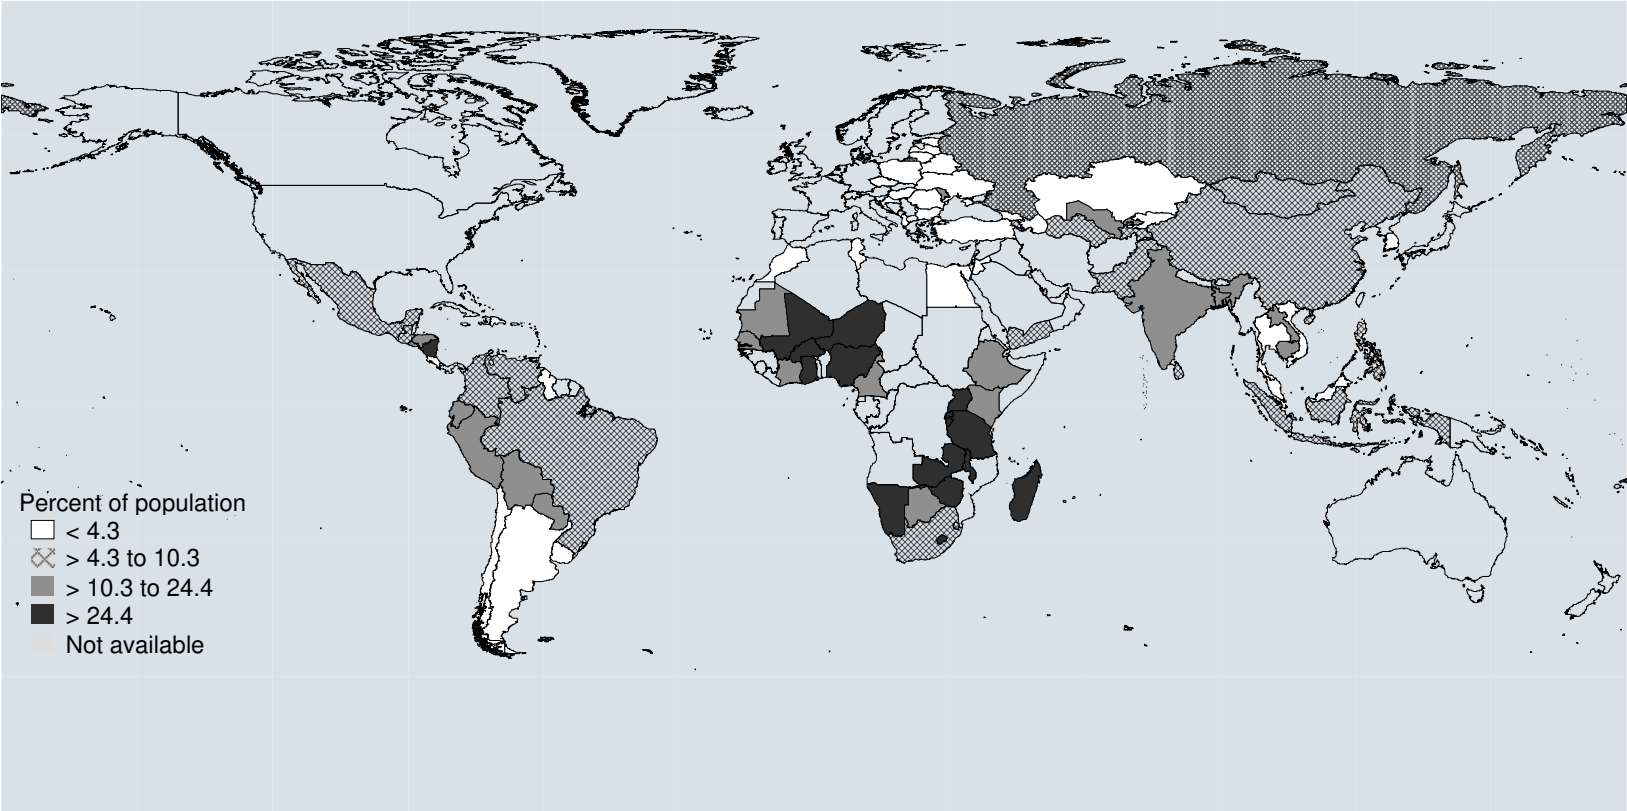 Percent of population
< 4.3
> 4.3 to 10.3
> 10.3 to 24.4
> 24.4
Not available